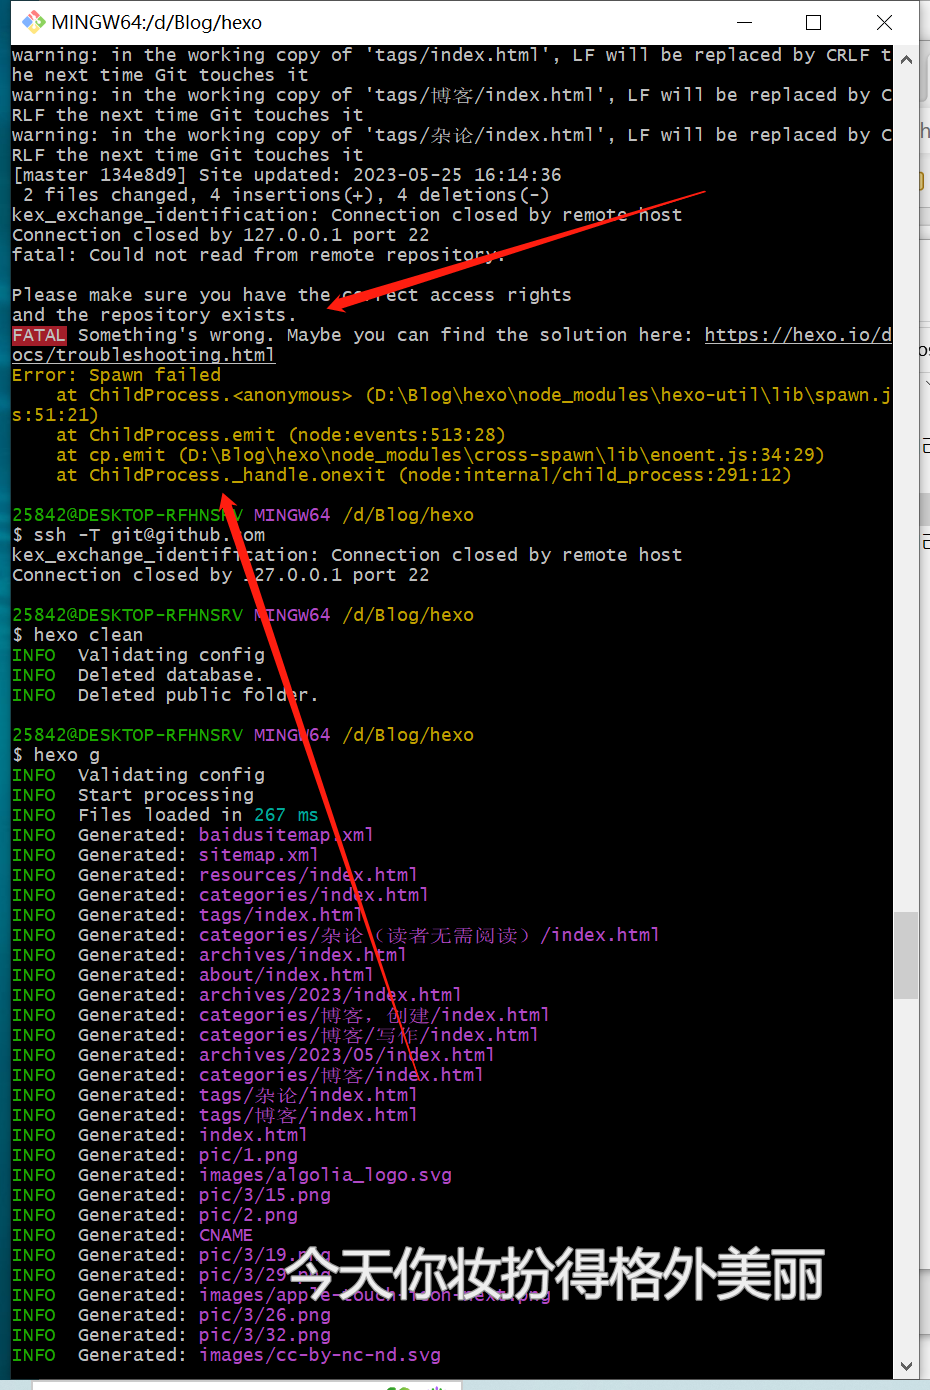 MINGW64:/d/Blog/hexo
warning: in the working copy of 'tags/index.html', LF will be replaced by CRLF t
he next time Git touches it
warning: in the working copy of 'tags/博客/index.html', LF will be replaced by C
RLF the next time Git touches it
warning: in the working copy of 'tags/杂论/index.html', LF will be replaced by C
RLF the next time Git touches it
[master 134e8d9] Site updated: 2023-05-25 16:14:36
 2 files changed, 4 insertions(+), 4 deletions(-)
kex_exchange_identification: Connection closed by remote host
Connection closed by 127.0.0.1 port 22
fatal: Could not read from remote repository.
Please make sure you have the correct access rights
and the repository exists.
FATAL Something's wrong. Maybe you can find the solution here: https://hexo.io/d
ocs/troubleshooting.html
Error: Spawn failed
    at ChildProcess.<anonymous> (D:\Blog\hexo\node_modules\hexo-util\lib\spawn.j
s:51:21)
    at ChildProcess.emit (node:events:513:28)
    at cp.emit (D:\Blog\hexo\node_modules\cross-spawn\lib\enoent.js:34:29)
    at ChildProcess._handle.onexit (node:internal/child_process:291:12)
25842@DESKTOP-RFHNSRV MINGW64 /d/Blog/hexo
$ ssh -T git@github.com
kex_exchange_identification: Connection closed by remote host
Connection closed by 127.0.0.1 port 22
25842@DESKTOP-RFHNSRV MINGW64 /d/Blog/hexo
$ hexo clean
INFO  Validating config
INFO  Deleted database.
INFO  Deleted public folder.
25842@DESKTOP-RFHNSRV MINGW64 /d/Blog/hexo
$ hexo g
INFO  Validating config
INFO  Start processing
INFO  Files loaded in 267 ms
INFO  Generated: baidusitemap.xml
INFO  Generated: sitemap.xml
INFO  Generated: resources/index.html
INFO  Generated: categories/index.html
INFO  Generated: tags/index.html
INFO  Generated: categories/杂论（读者无需阅读）/index.html
INFO  Generated: archives/index.html
INFO  Generated: about/index.html
INFO  Generated: archives/2023/index.html
INFO  Generated: categories/博客，创建/index.html
INFO  Generated: categories/博客/写作/index.html
INFO  Generated: archives/2023/05/index.html
INFO  Generated: categories/博客/index.html
INFO  Generated: tags/杂论/index.html
INFO  Generated: tags/博客/index.html
INFO  Generated: index.html
INFO  Generated: pic/1.png
INFO  Generated: images/algolia_logo.svg
INFO  Generated: pic/3/15.png
INFO  Generated: pic/2.png
INFO  Generated: CNAME
INFO  Generated: pic/3/19.png
INFO  Generated: pic/3/29.png
INFO  Generated: images/apple-touch-icon-next.png
INFO  Generated: pic/3/26.png
INFO  Generated: pic/3/32.png
INFO  Generated: images/cc-by-nc-nd.svg
今天你妆扮得格外美丽